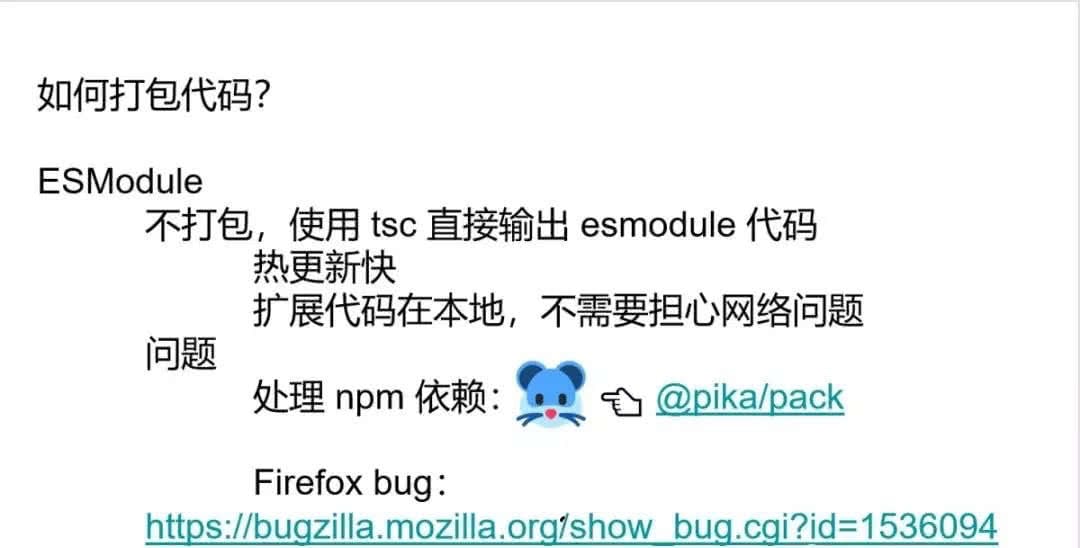 如何打包代码？
ESModule
不打包，使用 tsc 直接输出 esmodule 代码
热更新快
扩展代码在本地，不需要担心网络问题
问题
处理 npm 依赖： @pika/pack
Firefox bug：
https://bugzilla.mozilla.org/show_bug.cgi?id=1536094